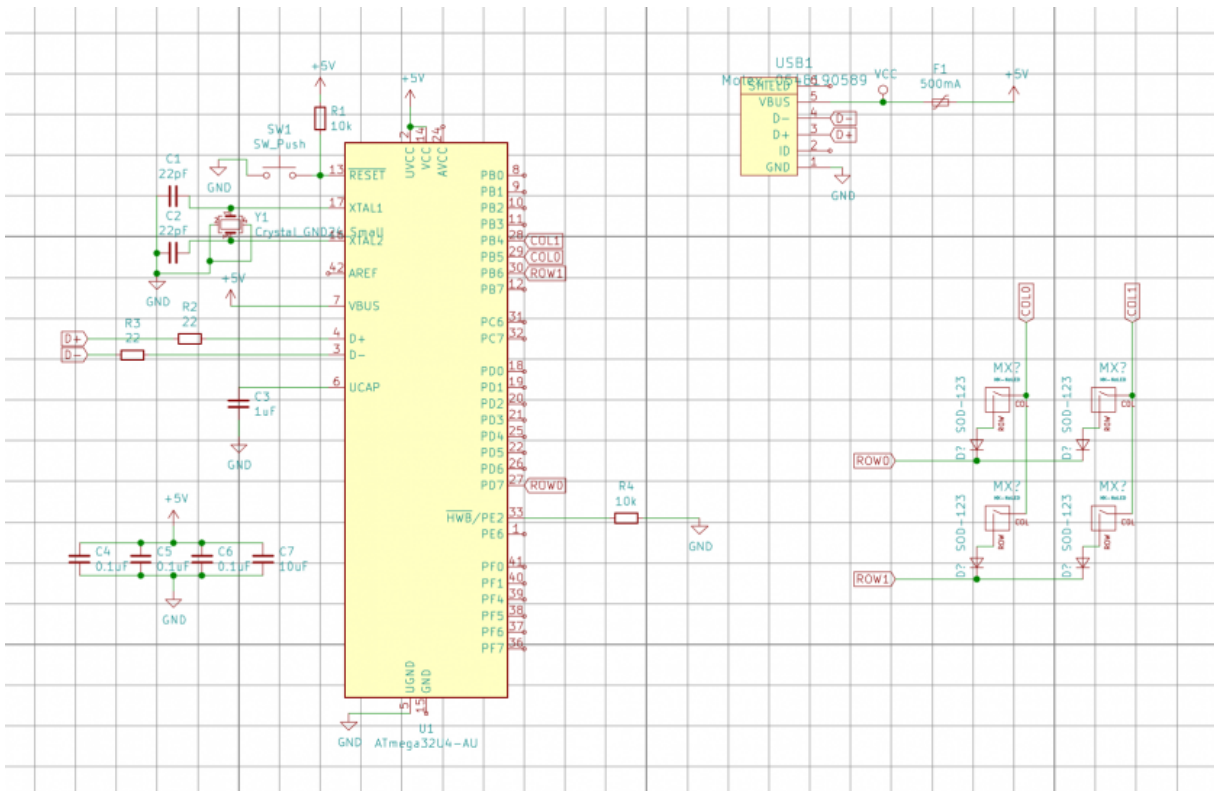 +5V
R1
10k
SW1
SW_Push
GND
C1
22pF
C2
22pF
Y1
Crystal_GND24_Small
GND
+5V
R2
22
R3
22
D+
D-
C3
1uF
GND
+5V
C4
0.1uF
C5
0.1uF
C6
0.1uF
C7
10uF
GND
+5V
2
14
24
UVCC
VCC
AVCC
13 RESET
17 XTAL1
XTAL2
42 AREF
7 VBUS
4 D+
3 D-
6 UCAP
PB0 8
PB1 9
PB2 10
PB3 11
PB4 28 COL1
PB5 29 COL0
PB6 30 ROW1
PB7 12
PC6 31
PC7 32
PD0 18
PD1 19
PD2 20
PD3 21
PD4 25
PD5 22
PD6 26
PD7 27 ROW0
HWB/PE2 33
PE6 1
PF0 41
PF1 40
PF4 39
PF5 38
PF6 37
PF7 36
R4
10k
GND
UGND
GND
5
15
GND
U1
ATmega32U4-AU
USB1
Molex-0548190589
SHIELD 6
VBUS 5
D- 4 D-
D+ 3 D+
ID 2
GND 1
GND
VCC
F1
500mA
+5V
COL0
COL1
MX?
COL
ROW
SOD-123
D?
MX?
COL
ROW
SOD-123
D?
ROW0
MX?
COL
ROW
SOD-123
D?
MX?
COL
ROW
SOD-123
D?
ROW1